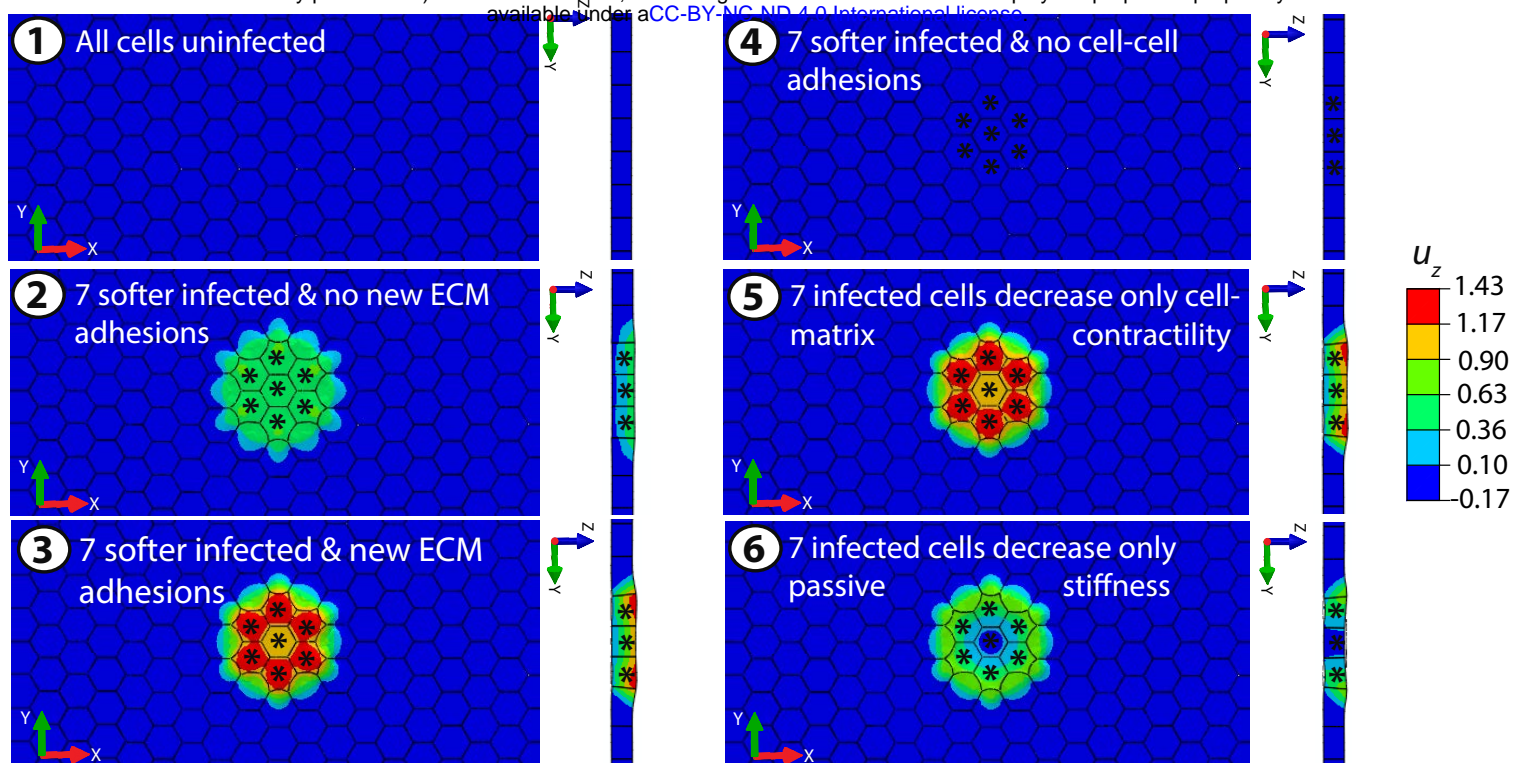 available under aCC-BY-NC-ND 4.0 International license.
1 All cells uninfected
Z
Y
Y
X
2 7 softer infected & no new ECM
adhesions
Z
Y
Y
X
3 7 softer infected & new ECM
adhesions
Z
Y
Y
X
4 7 softer infected & no cell-cell
adhesions
Z
Y
Y
X
5 7 infected cells decrease only cell-
matrix contractility
Z
Y
Y
X
6 7 infected cells decrease only
passive stiffness
Z
Y
Y
X
uz
1.43
1.17
0.90
0.63
0.36
0.10
-0.17